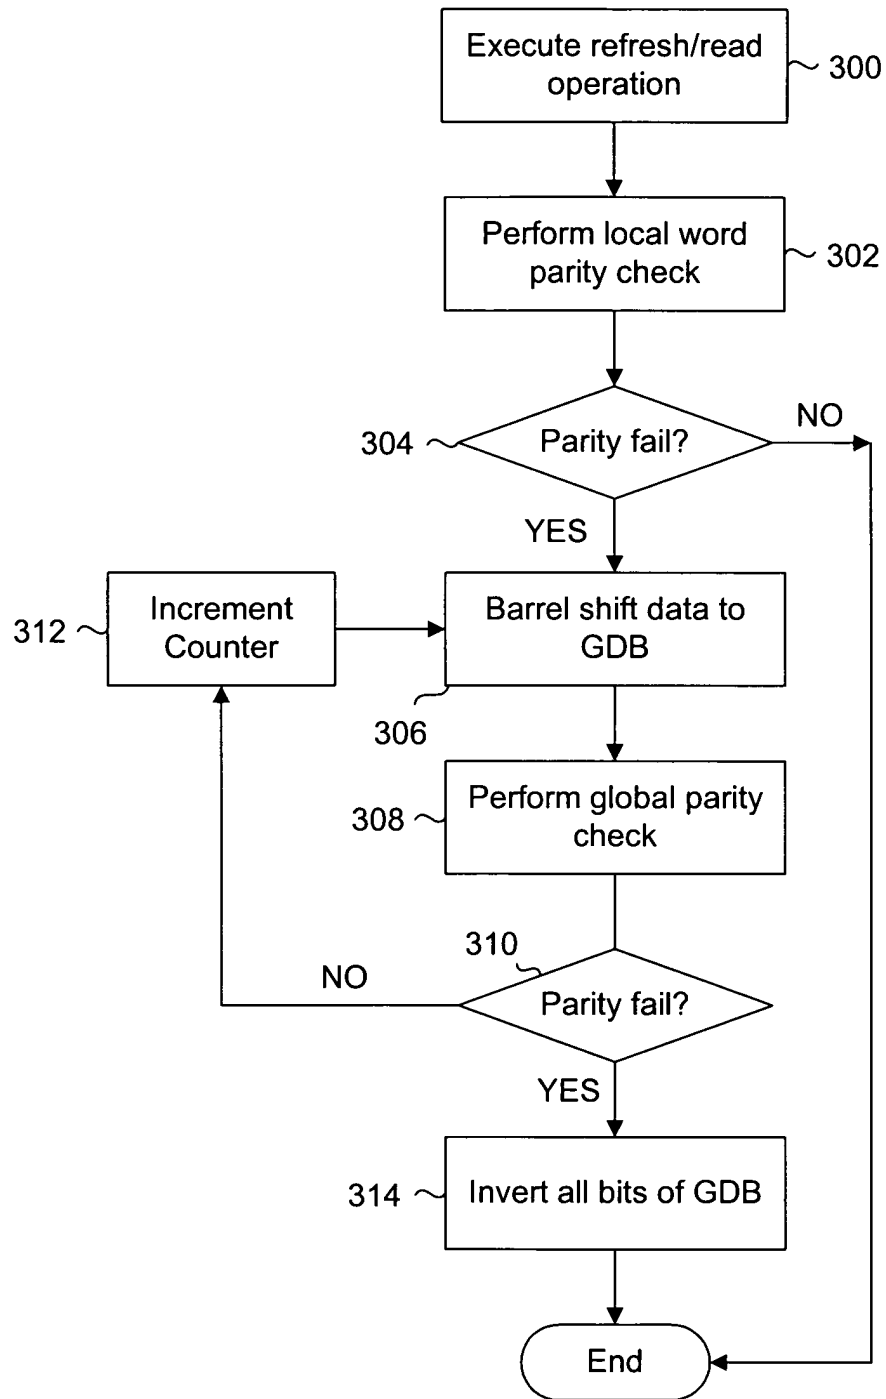 Execute refresh/read
operation
300
Perform local word
parity check
302
304
Parity fail?
NO
YES
312
Increment
Counter
Barrel shift data to
GDB
306
308
Perform global parity
check
310
NO
Parity fail?
YES
314
Invert all bits of GDB
End